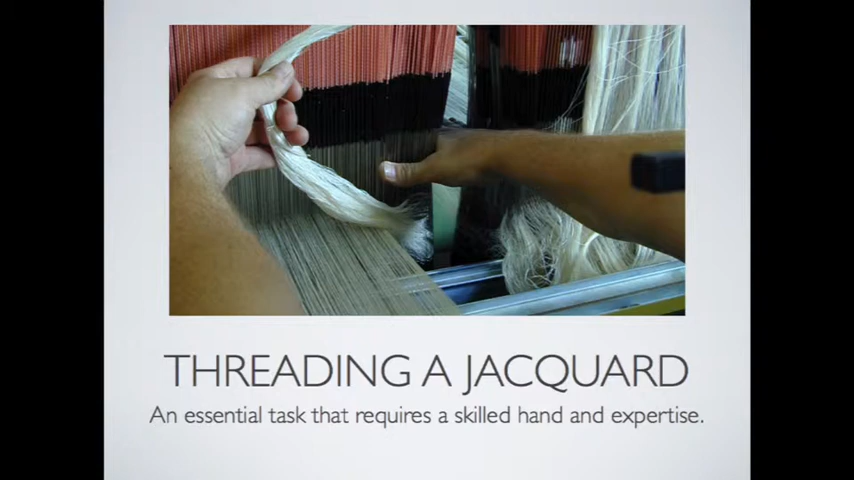 THREADING A JACQUARD
An essential task that requires a skilled hand and expertise.